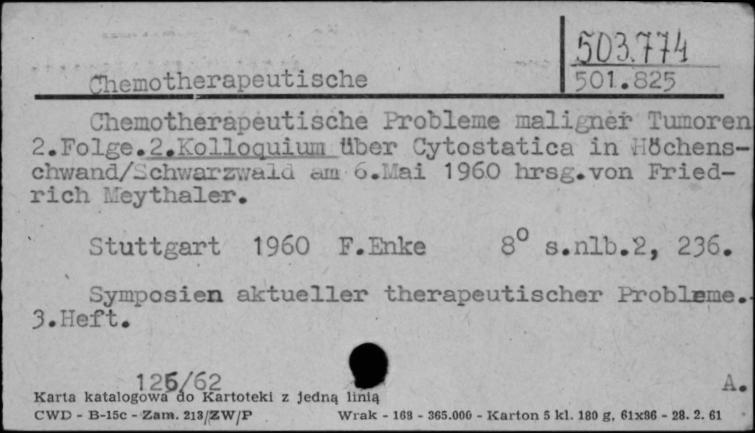 503.774
Chemotherapeutische 501.825
Chemotherapeutische Probleme maligner Tumoren
2.Folge.2.Kolloquium über Cytostatica in Höchens-
chwand/Schwarzwald am 6.Mai 1960 hrsg.von Fried-
rich Meythaler.
Stuttgart 1960 F.Enke 8° s.nlb.2, 236.
Symposien aktueller therapeutischer Probleme.
3.Heft.
125/62 A.
Karta katalogowa do Kartoteki z jedną linią
CWD - B-15c - Zam. 213/ZW/P Wrak - 168 - 365.000 - Karton 5 kl. 180 g, 61x86 - 28. 2. 61